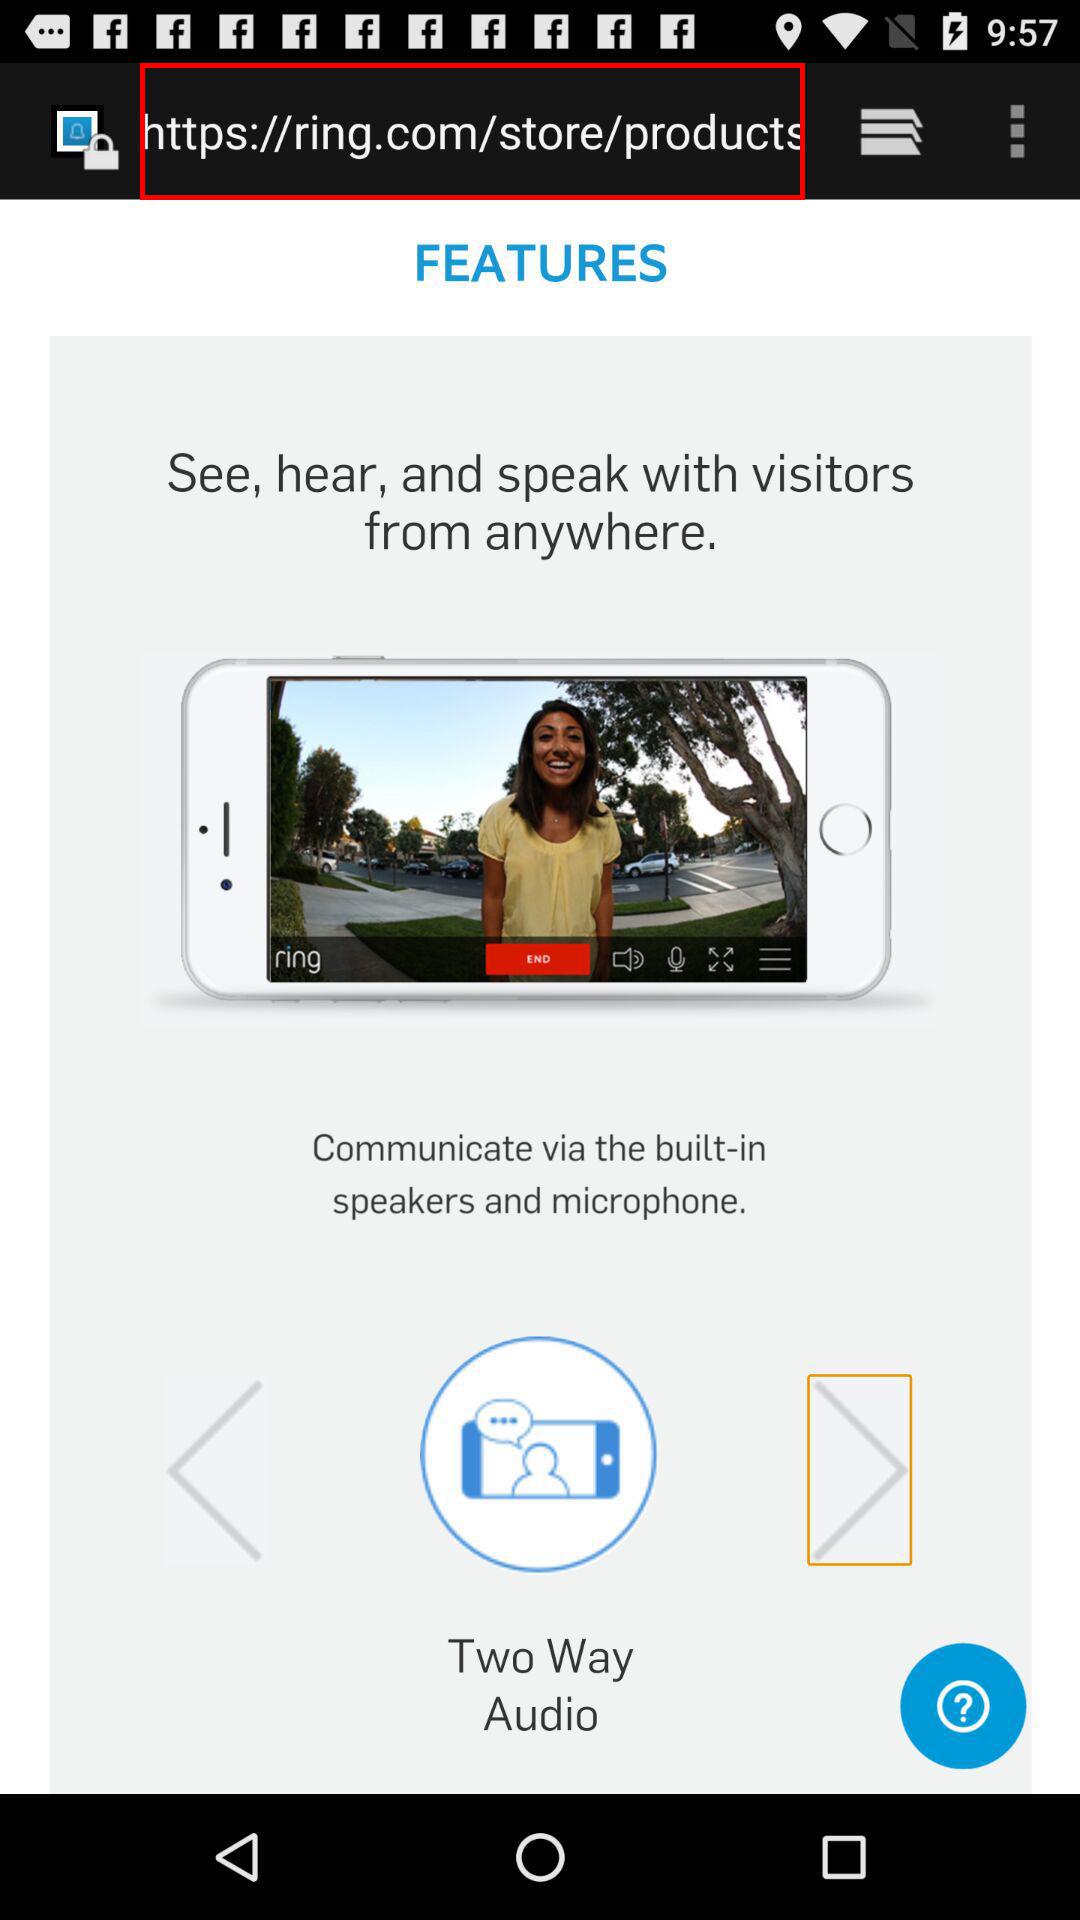 9:57
https://ring.com/store/products
FEATURES
See, hear, and speak with visitors
from anywhere.
ring
END
Communicate via the built-in
speakers and microphone.
Two Way
Audio